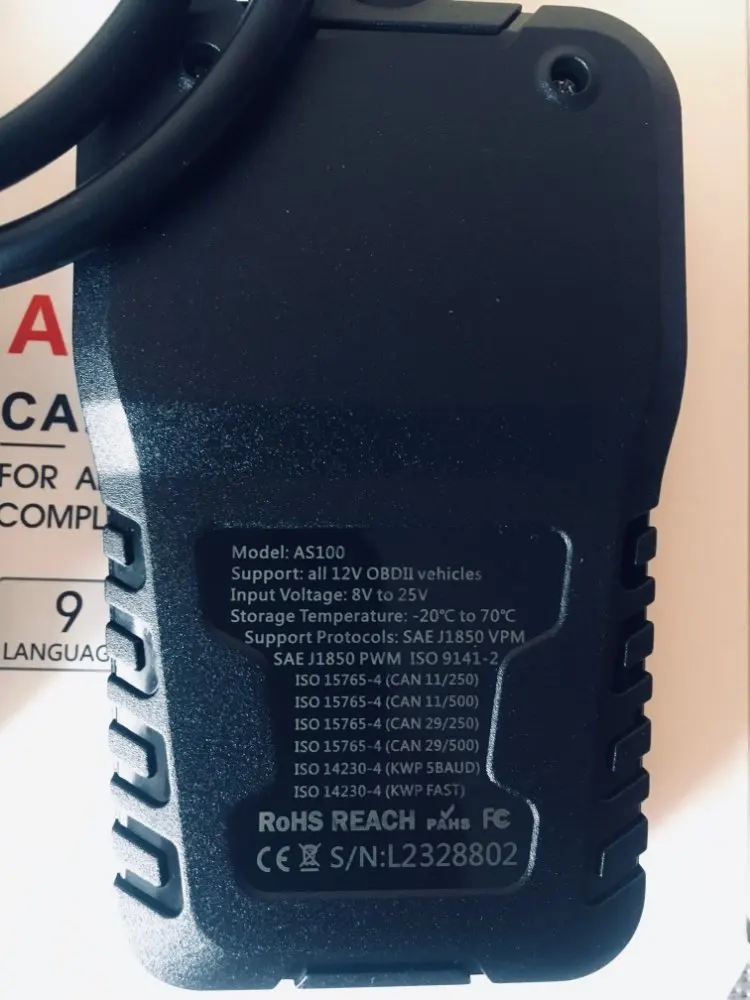 A
CA
FOR A
COMPL
9
LANGUAG
Model: AS100
Support: all 12V OBDII vehicles
Input Voltage: 8V to 25V
Storage Temperature: -20℃ to 70℃
Support Protocols: SAE J1850 VPM
SAE J1850 PWM ISO 9141-2
ISO 15765-4 (CAN 11/250)
ISO 15765-4 (CAN 11/500)
ISO 15765-4 (CAN 29/250)
ISO 15765-4 (CAN 29/500)
ISO 14230-4 (KWP 5BAUD)
ISO 14230-4 (KWP FAST)
RoHS REACH PAHS FC
CE S/N:L2328802